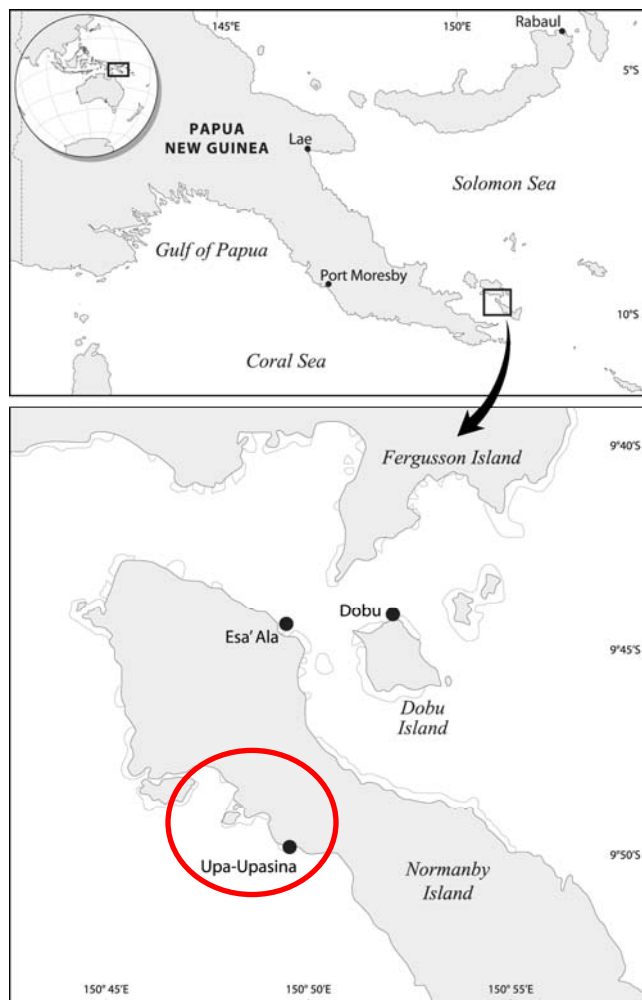 145°E
150°E
Rabaul
5°S
PAPUA
NEW GUINEA
Lae
Solomon Sea
Gulf of Papua
Port Moresby
10°S
Coral Sea
9°40'S
Fergusson Island
Dobu
Esa'Ala
9°45'S
Dobu
Island
9°50'S
Upa-Upasina
Normanby
Island
150° 45'E
150° 50'E
150° 55'E